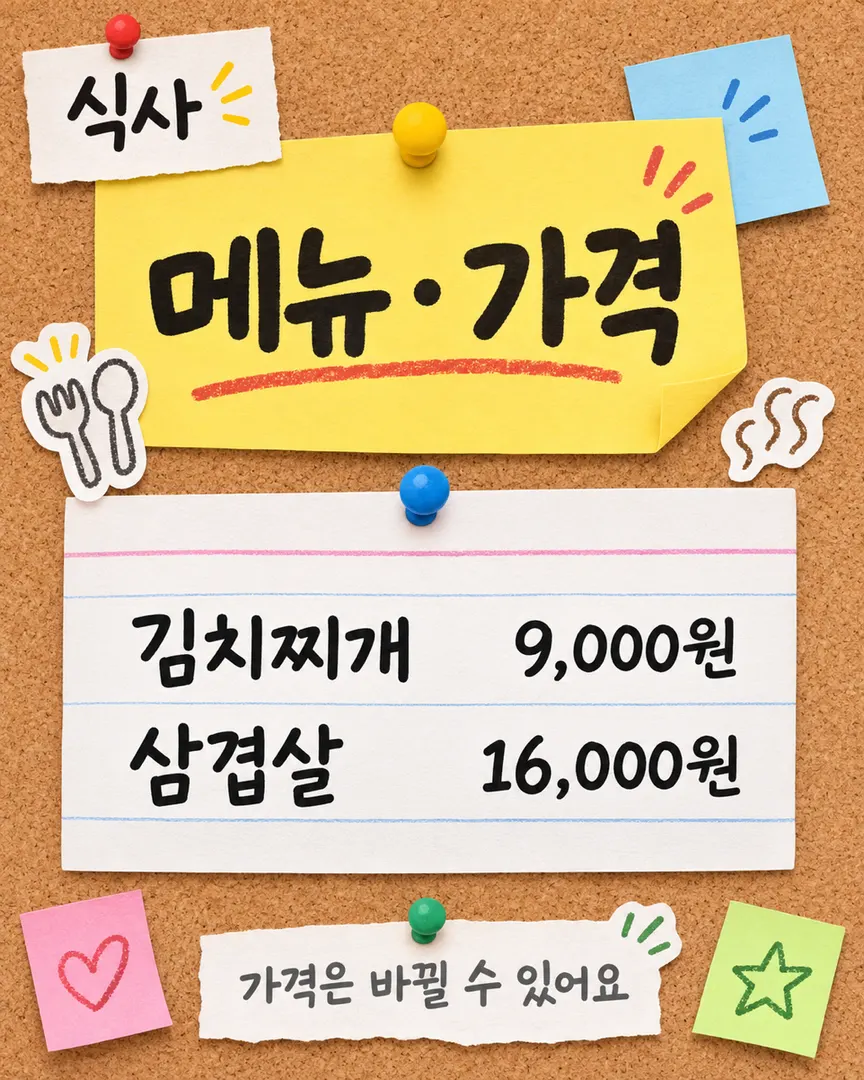 식사
메뉴·가격
김치찌개 9,000원
삼겹살 16,000원
가격은 바뀔 수 있어요